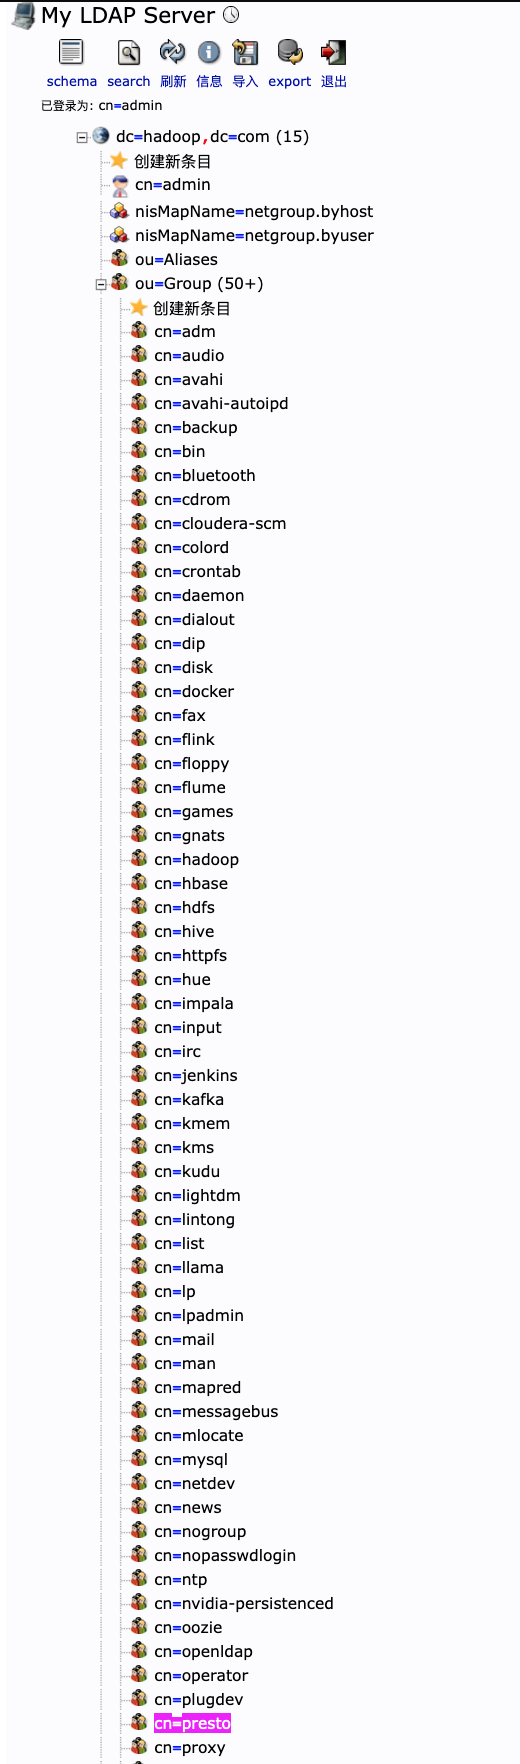 My LDAP Server
schema search 刷新 信息 导入 export 退出
已登录为: cn=admin
dc=hadoop,dc=com (15)
创建新条目
cn=admin
nisMapName=netgroup.byhost
nisMapName=netgroup.byuser
ou=Aliases
ou=Group (50+)
创建新条目
cn=adm
cn=audio
cn=avahi
cn=avahi-autoipd
cn=backup
cn=bin
cn=bluetooth
cn=cdrom
cn=cloudera-scm
cn=colord
cn=crontab
cn=daemon
cn=dialout
cn=dip
cn=disk
cn=docker
cn=fax
cn=flink
cn=floppy
cn=flume
cn=games
cn=gnats
cn=hadoop
cn=hbase
cn=hdfs
cn=hive
cn=httpfs
cn=hue
cn=impala
cn=input
cn=irc
cn=jenkins
cn=kafka
cn=kmem
cn=kms
cn=kudu
cn=lightdm
cn=lintong
cn=list
cn=llama
cn=lp
cn=lpadmin
cn=mail
cn=man
cn=mapred
cn=messagebus
cn=mlocate
cn=mysql
cn=netdev
cn=news
cn=nogroup
cn=nopasswdlogin
cn=ntp
cn=nvidia-persistenced
cn=oozie
cn=openldap
cn=operator
cn=plugdev
cn=presto
cn=proxy